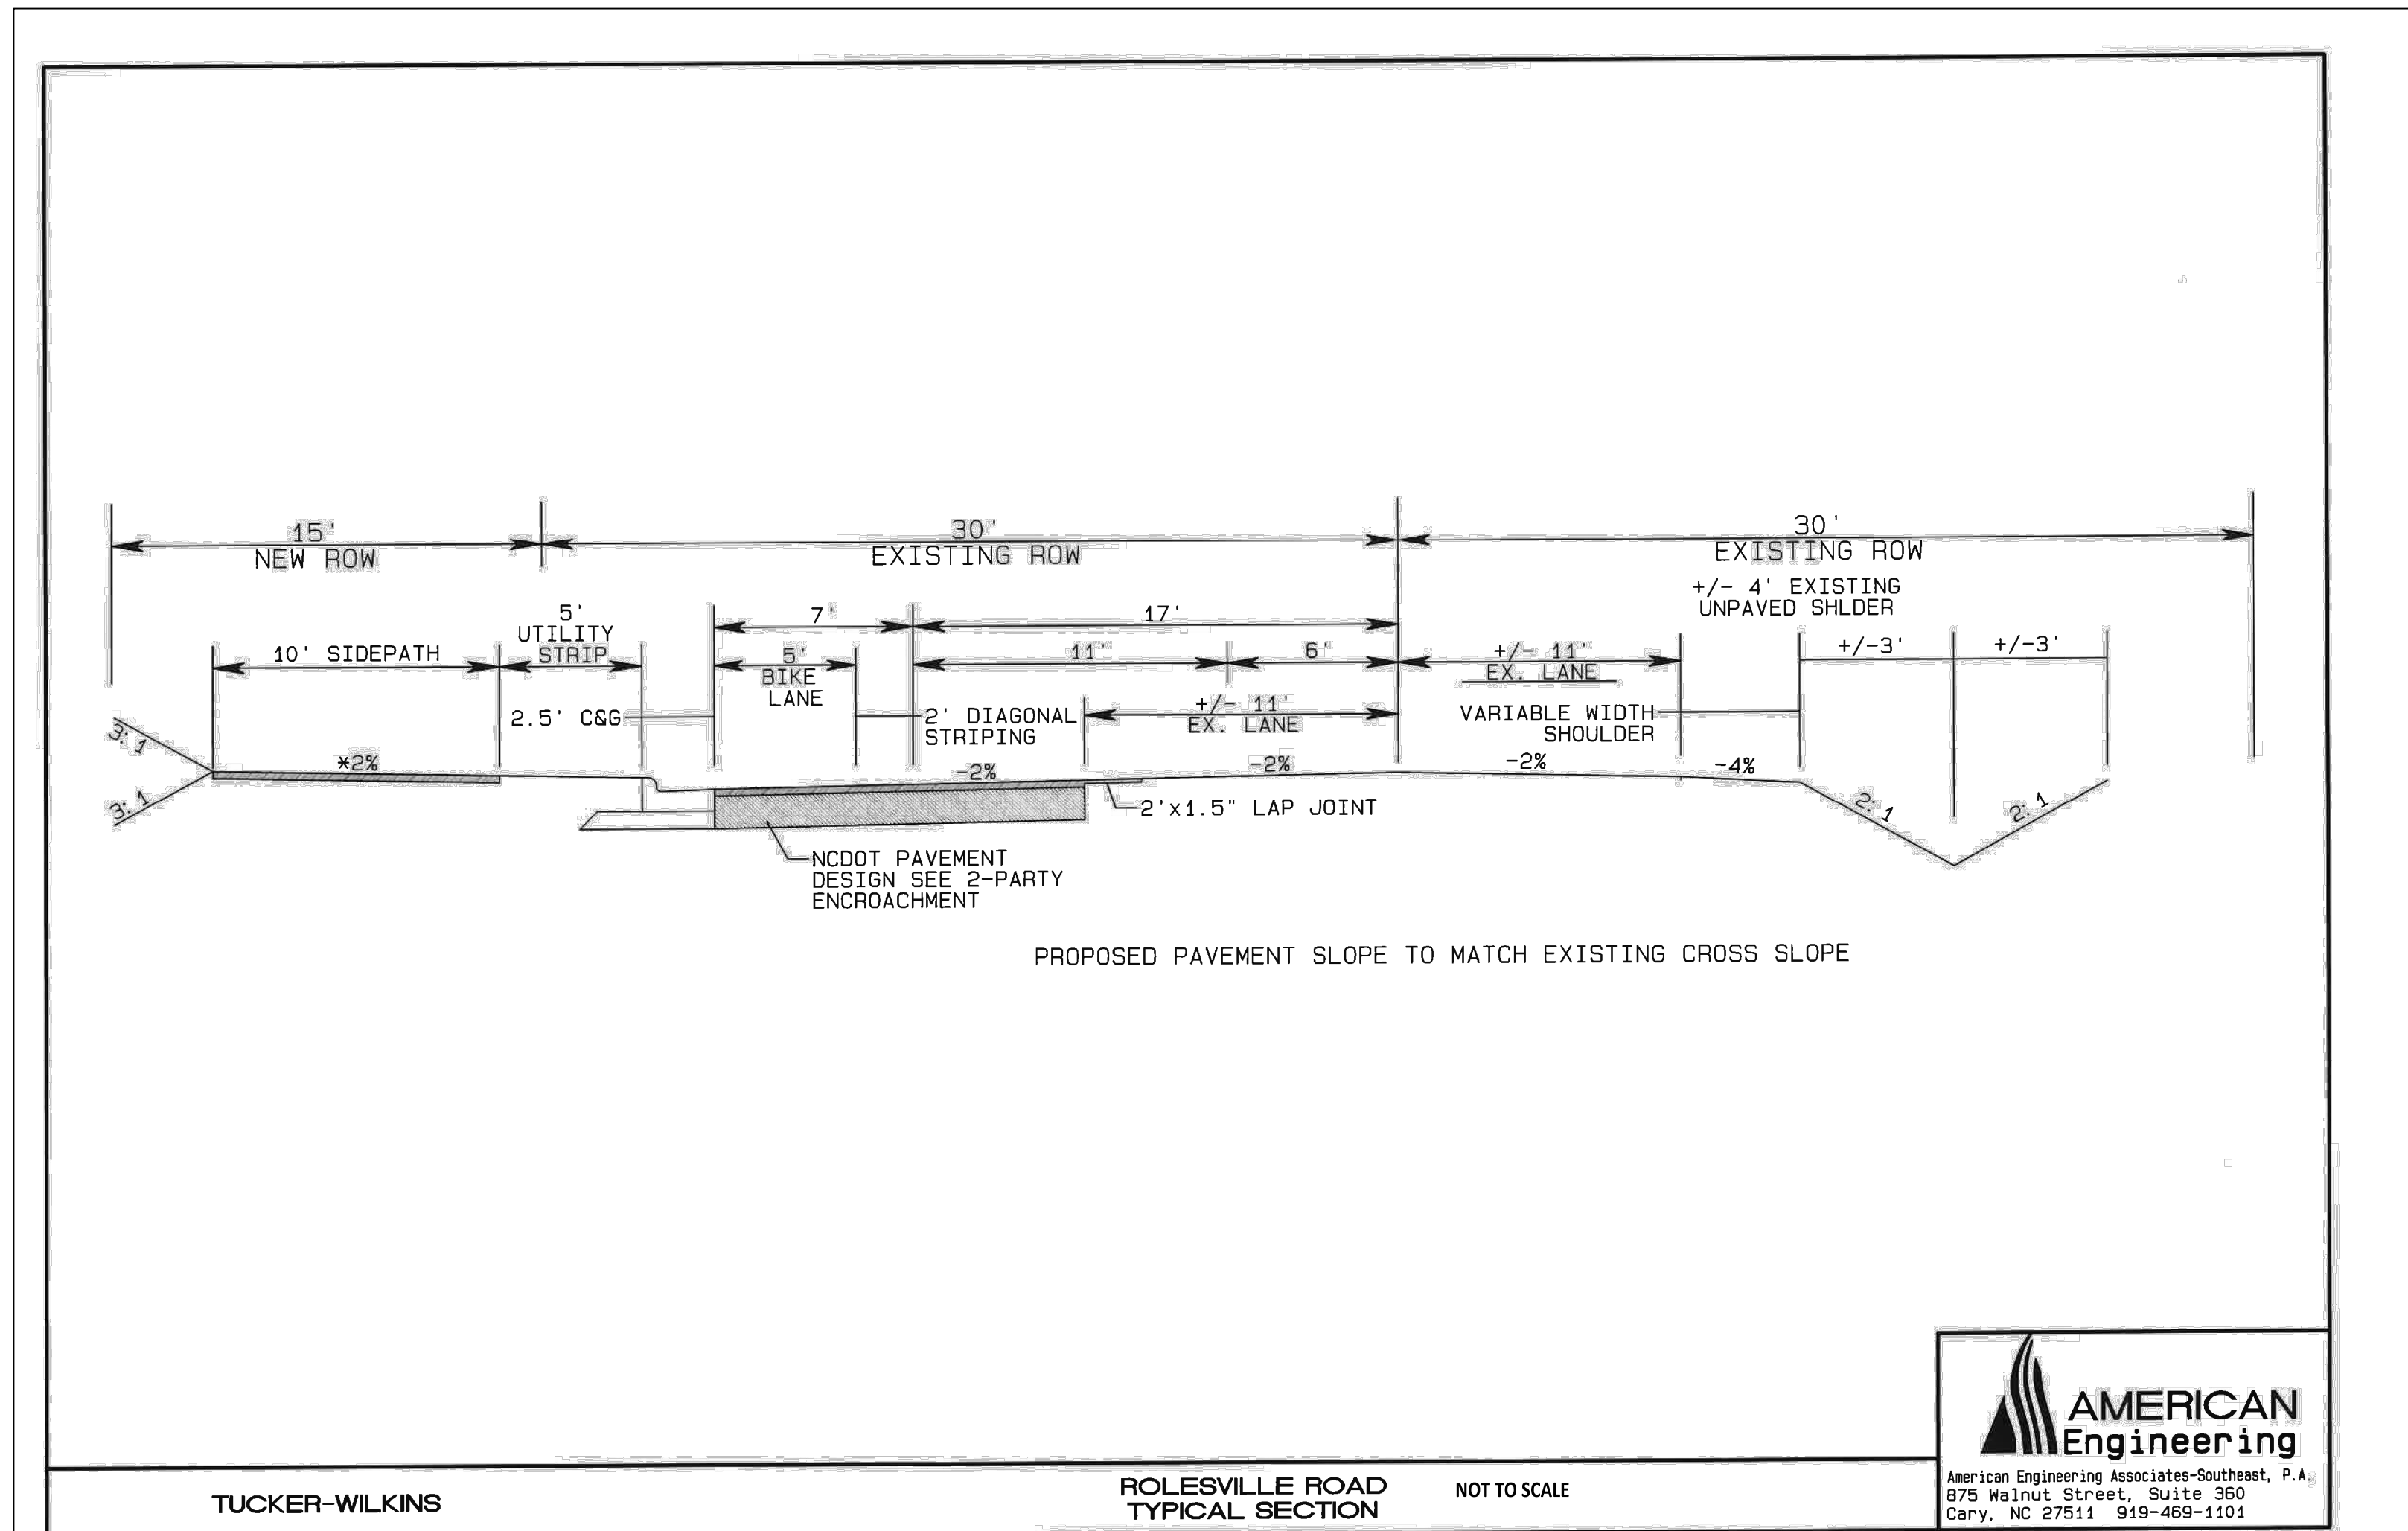 15'
NEW ROW
30'
EXISTING ROW
30'
EXISTING ROW
+/- 4' EXISTING
UNPAVED SHLDER
10' SIDEPATH
5'
UTILITY
STRIP
7'
17'
5'
BIKE
LANE
11'
6'
+/- 11'
EX. LANE
+/-3'
+/-3'
2.5' C&G
2' DIAGONAL
STRIPING
+/- 11'
EX. LANE
VARIABLE WIDTH
SHOULDER
3:1
3:1
*2%
-2%
-2%
-2%
-4%
2:1
2:1
2'x1.5" LAP JOINT
NCDOT PAVEMENT
DESIGN SEE 2-PARTY
ENCROACHMENT
PROPOSED PAVEMENT SLOPE TO MATCH EXISTING CROSS SLOPE
TUCKER-WILKINS
ROLESVILLE ROAD
TYPICAL SECTION
NOT TO SCALE
AMERICAN
Engineering
American Engineering Associates-Southeast, P.A.
875 Walnut Street, Suite 360
Cary, NC 27511 919-469-1101